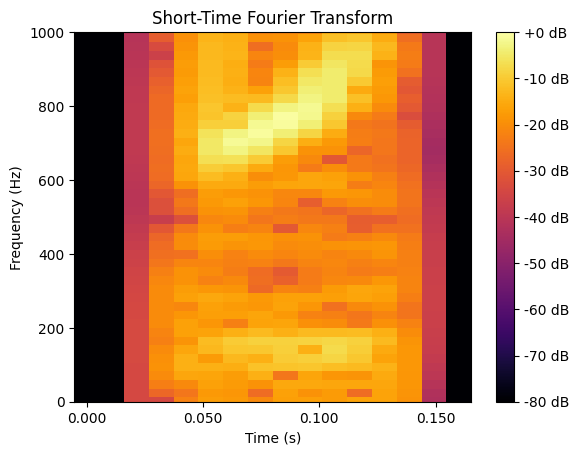 Short-Time Fourier Transform
1000
800
600
400
200
0
Frequency (Hz)
0.000
0.050
0.100
0.150
Time (s)
+0 dB
-10 dB
-20 dB
-30 dB
-40 dB
-50 dB
-60 dB
-70 dB
-80 dB